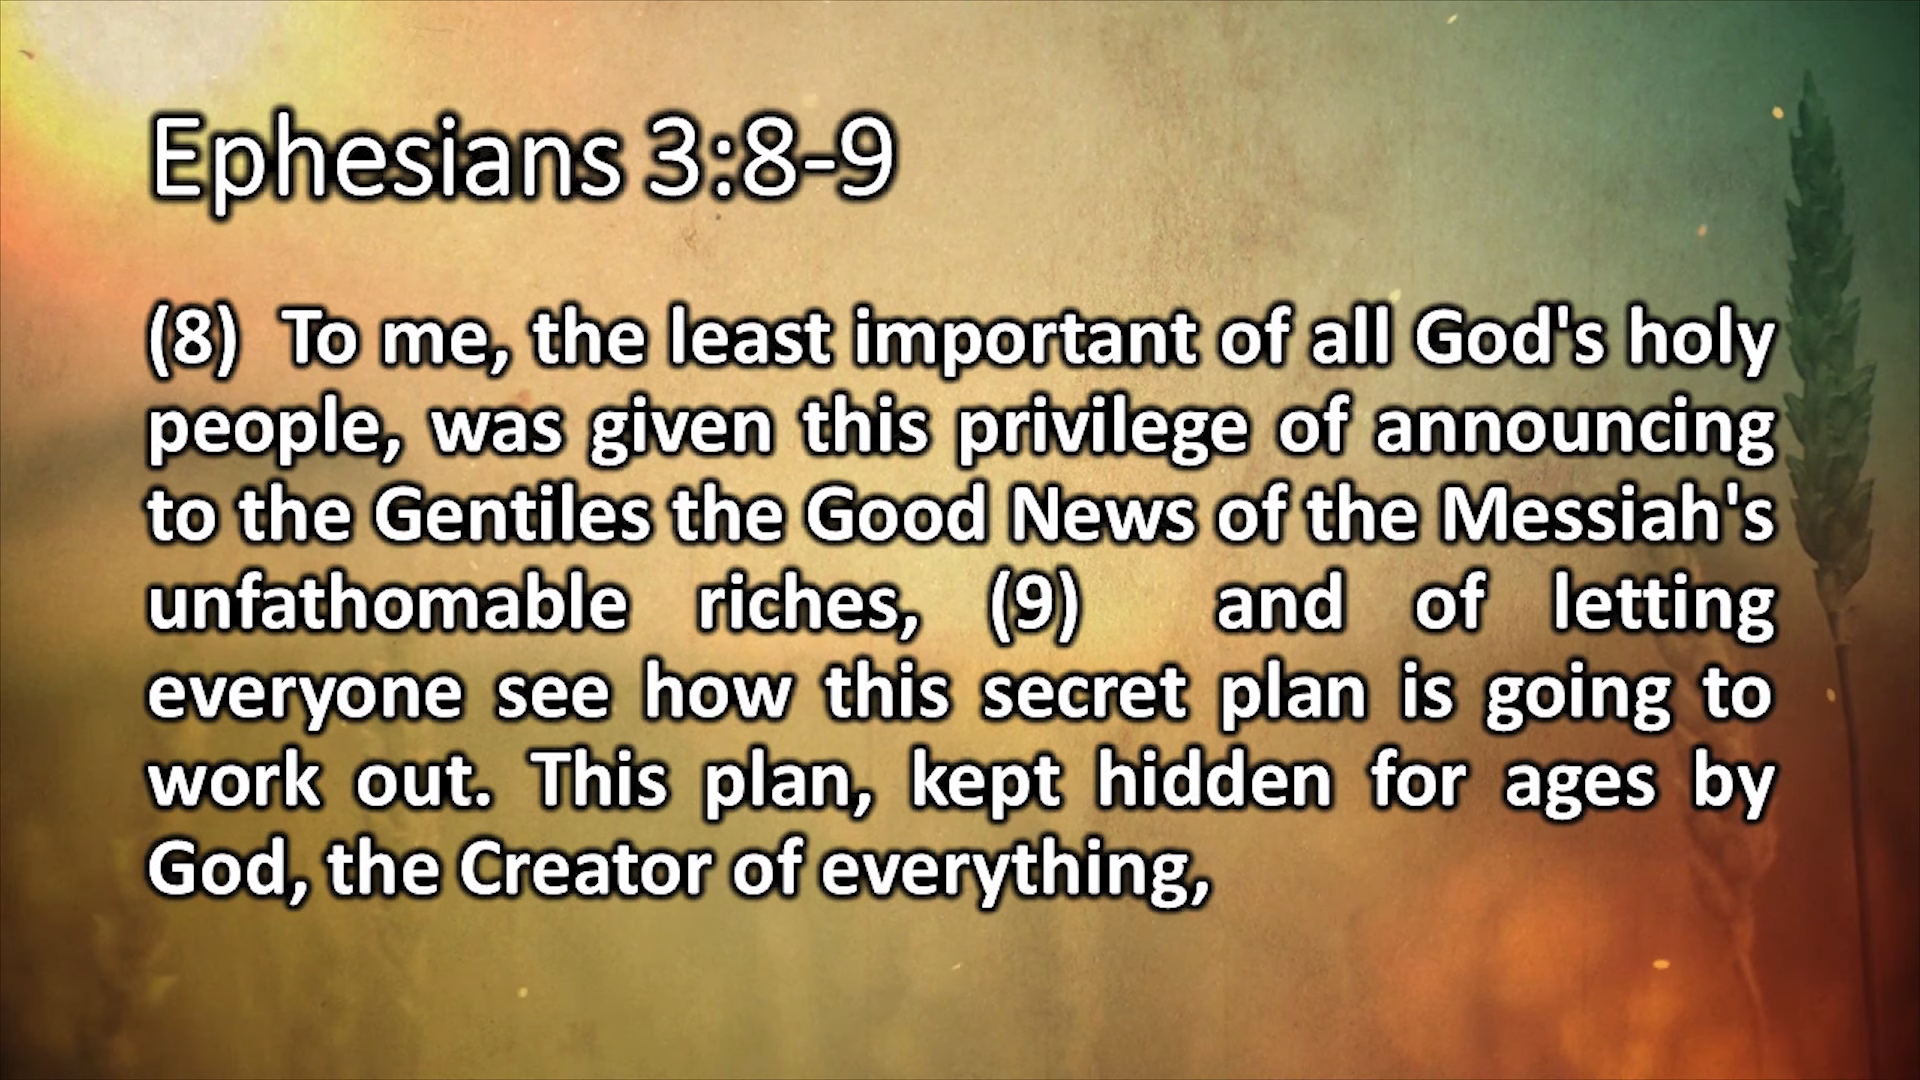 Ephesians 3:8-9
(8)  To me, the least important of all God's holy
people, was given this privilege of announcing
to the Gentiles the Good News of the Messiah's
unfathomable riches, (9)  and of letting
everyone see how this secret plan is going to
work out. This plan, kept hidden for ages by
God, the Creator of everything,